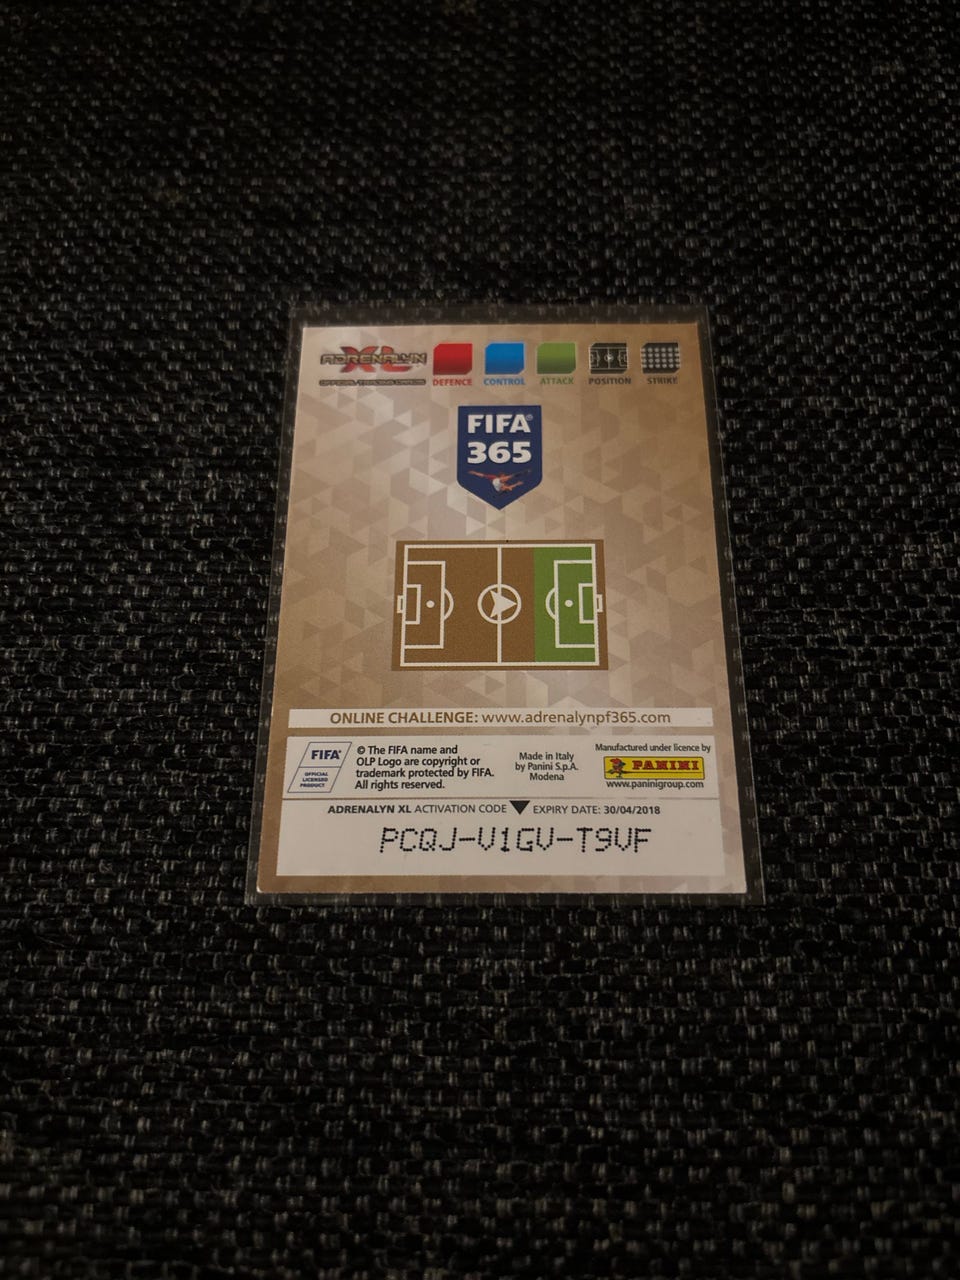 ADRENALYN XL
OFFICIAL TRADING CARDS
DEFENCE CONTROL ATTACK POSITION STRIKE
FIFA®
365
ONLINE CHALLENGE: www.adrenalynpf365.com
FIFA®
OFFICIAL
LICENSED
PRODUCT
© The FIFA name and
OLP Logo are copyright or
trademark protected by FIFA.
All rights reserved.
Made in Italy
by Panini S.p.A.
Modena
Manufactured under licence by
PANINI
www.paninigroup.com
ADRENALYN XL ACTIVATION CODE EXPIRY DATE: 30/04/2018
PCQJ-V1GV-T9VF